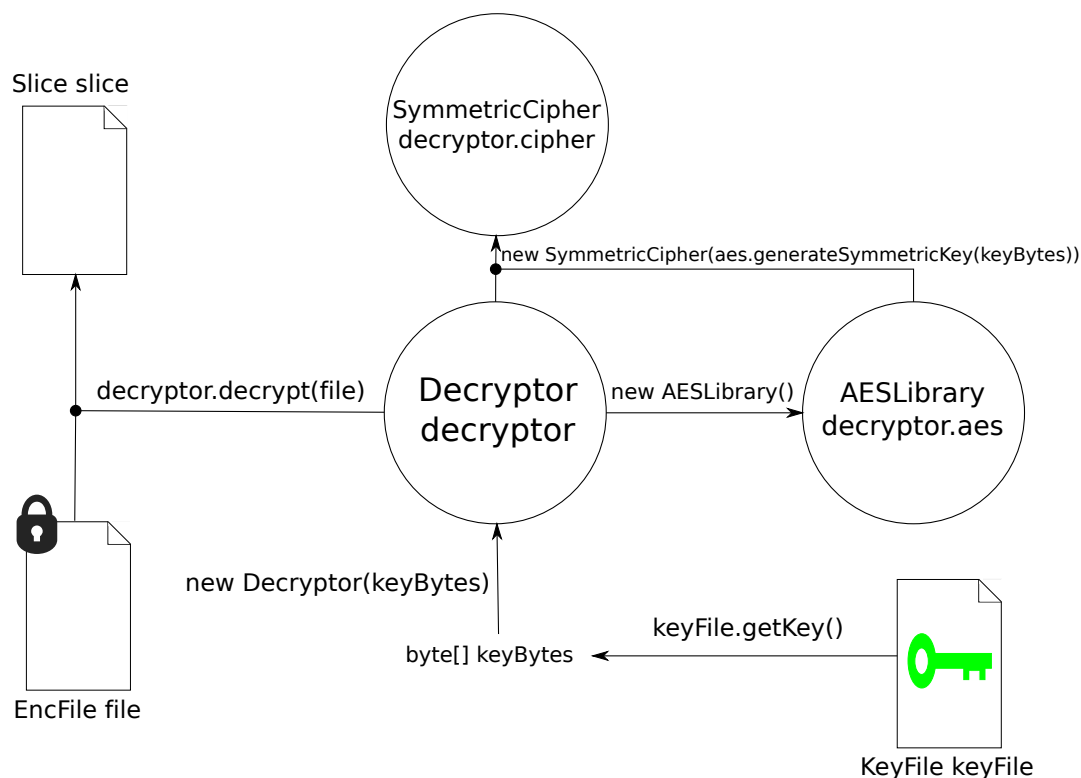 Slice slice
SymmetricCipher
decryptor.cipher
new SymmetricCipher(aes.generateSymmetricKey(keyBytes))
decryptor.decrypt(file)
Decryptor
decryptor
new AESLibrary()
AESLibrary
decryptor.aes
new Decryptor(keyBytes)
keyFile.getKey()
byte[] keyBytes
EncFile file
KeyFile keyFile